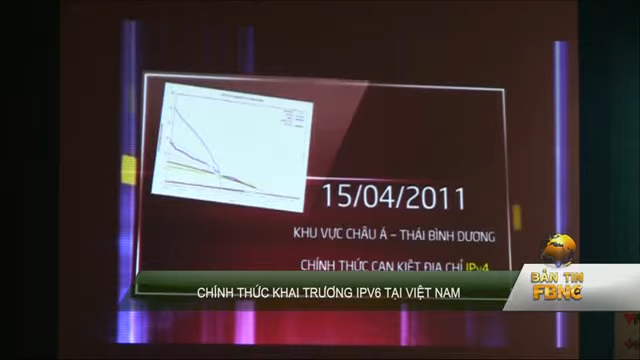 15/04/2011
KHU VỰC CHÂU Á – THÁI BÌNH DƯƠNG
CHÍNH THỨC CẠN KIỆT ĐỊA CHỈ IPv4
CHÍNH THỨC KHAI TRƯƠNG IPV6 TẠI VIỆT NAM
BẢN TIN
FBNC